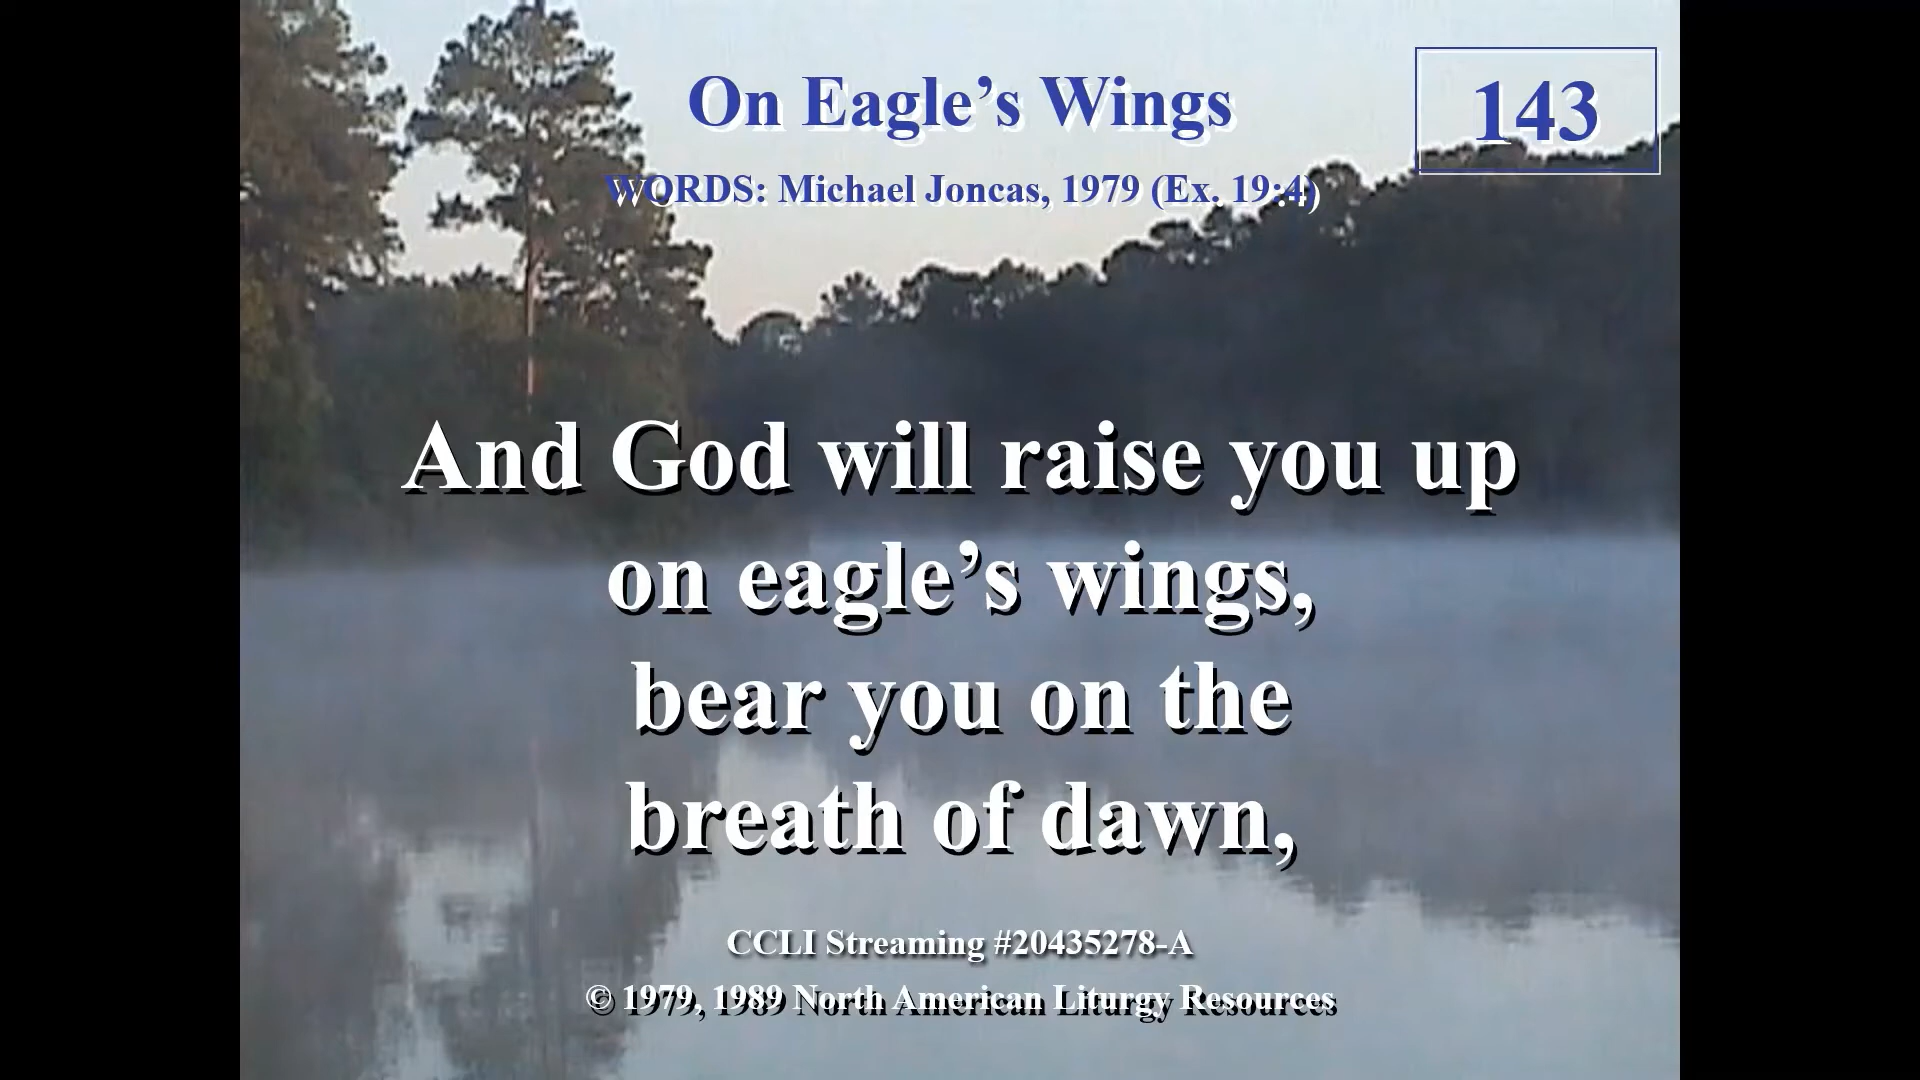 On Eagle’s Wings
143
WORDS: Michael Joncas, 1979 (Ex. 19:4)
And God will raise you up
on eagle’s wings,
bear you on the
breath of dawn,
CCLI Streaming #20435278-A
© 1979, 1989 North American Liturgy Resources